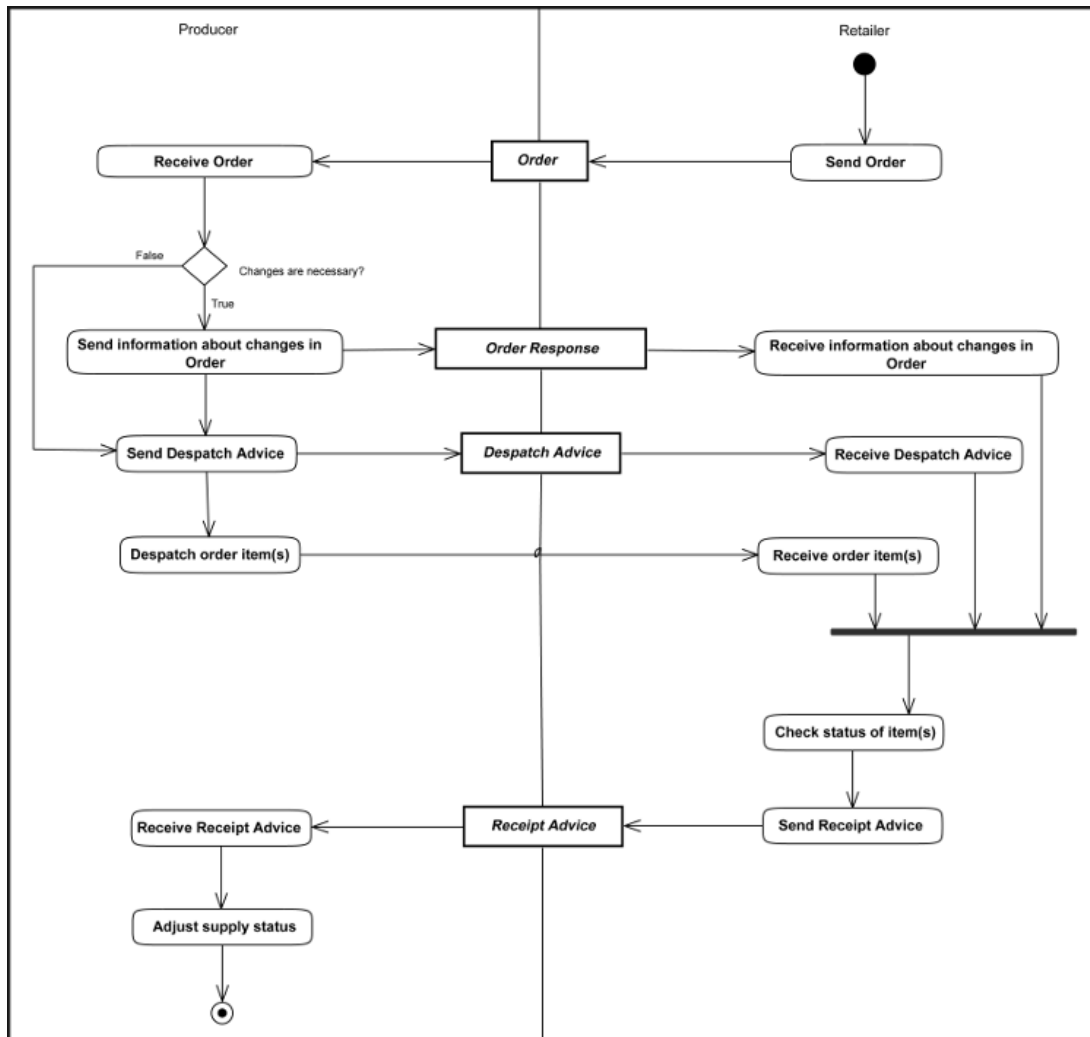 Producer
Retailer
Receive Order
Order
Send Order
False
Changes are necessary?
True
Send information about changes in
Order
Order Response
Receive information about changes in
Order
Send Despatch Advice
Despatch Advice
Receive Despatch Advice
Despatch order item(s)
Receive order item(s)
Check status of item(s)
Receive Receipt Advice
Receipt Advice
Send Receipt Advice
Adjust supply status